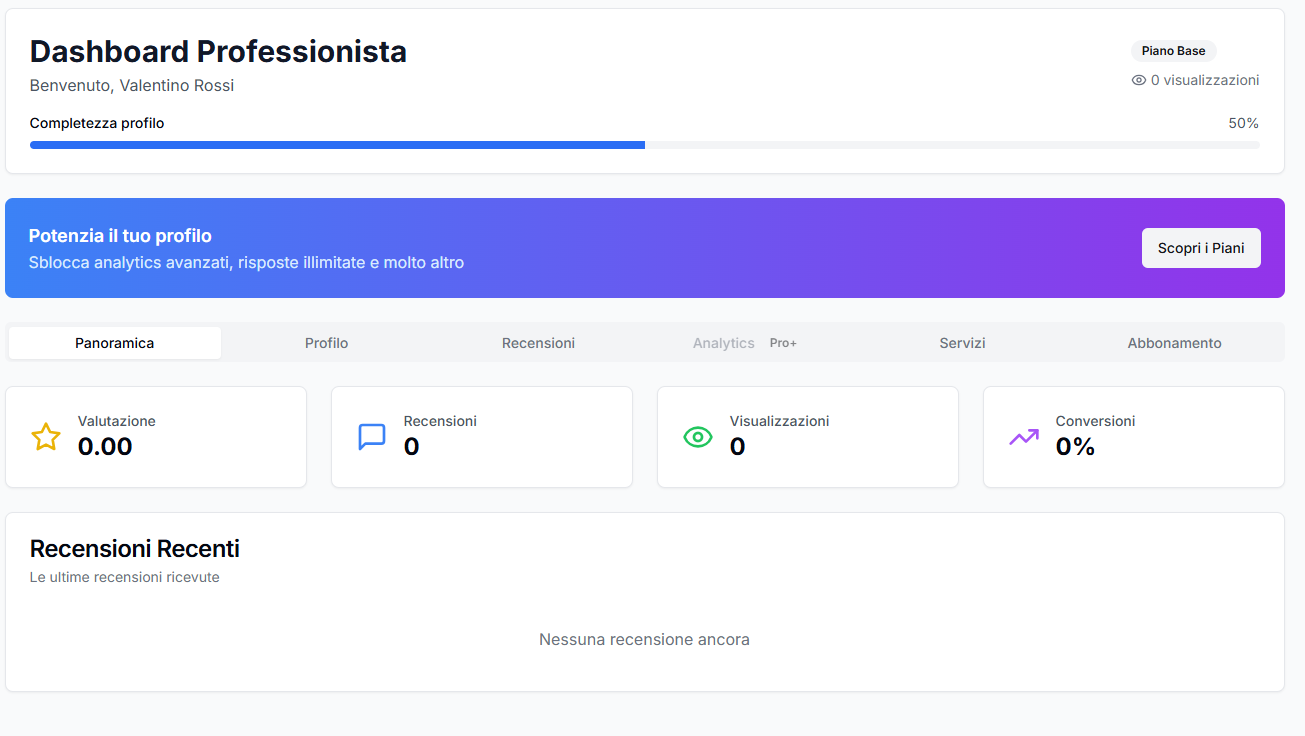 Dashboard Professionista
Piano Base
Benvenuto, Valentino Rossi
0 visualizzazioni
Completezza profilo
50%
Potenzia il tuo profilo
Sblocca analytics avanzati, risposte illimitate e molto altro
Scopri i Piani
Panoramica
Profilo
Recensioni
Analytics Pro+
Servizi
Abbonamento
Valutazione
0.00
Recensioni
0
Visualizzazioni
0
Conversioni
0%
Recensioni Recenti
Le ultime recensioni ricevute
Nessuna recensione ancora